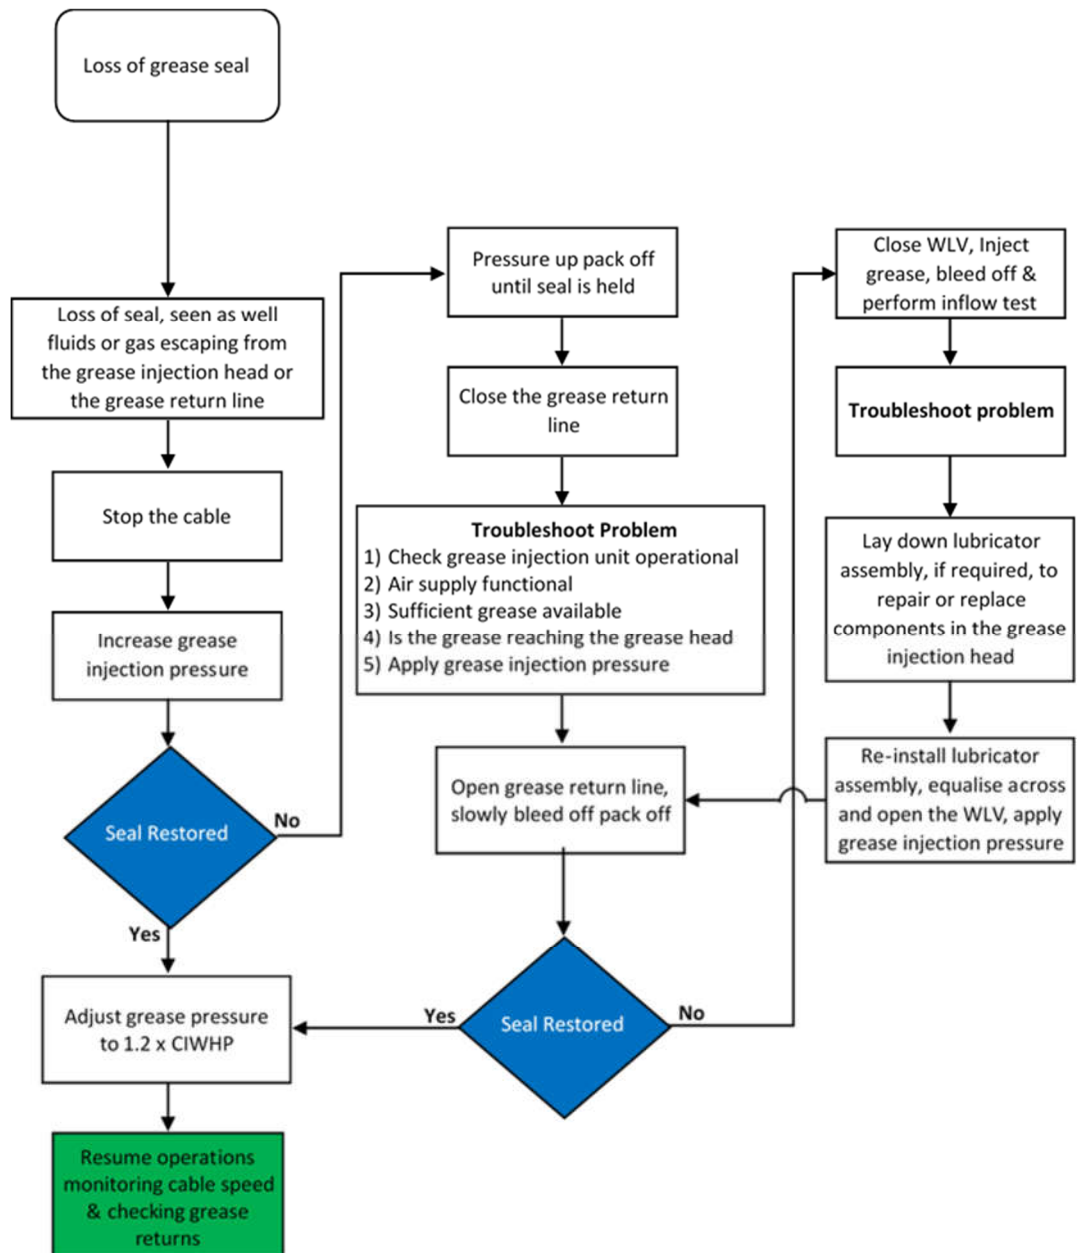 Loss of grease seal
Loss of seal, seen as well
fluids or gas escaping from
the grease injection head or
the grease return line
Stop the cable
Increase grease
injection pressure
Seal Restored
No
Yes
Adjust grease pressure
to 1.2 x CIWHP
Resume operations
monitoring cable speed
& checking grease
returns
Pressure up pack off
until seal is held
Close the grease return
line
Troubleshoot Problem
1) Check grease injection unit operational
2) Air supply functional
3) Sufficient grease available
4) Is the grease reaching the grease head
5) Apply grease injection pressure
Open grease return line,
slowly bleed off pack off
Seal Restored
Yes
No
Close WLV, Inject
grease, bleed off &
perform inflow test
Troubleshoot problem
Lay down lubricator
assembly, if required, to
repair or replace
components in the grease
injection head
Re-install lubricator
assembly, equalise across
and open the WLV, apply
grease injection pressure